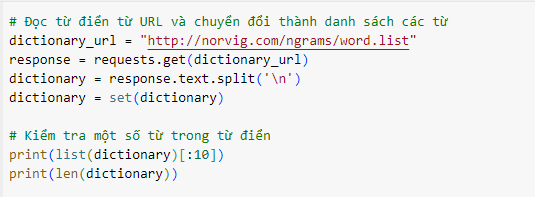 # Đọc từ điển từ URL và chuyển đổi thành danh sách các từ
dictionary_url = "http://norvig.com/ngrams/word.list"
response = requests.get(dictionary_url)
dictionary = response.text.split('\n')
dictionary = set(dictionary)
# Kiểm tra một số từ trong từ điển
print(list(dictionary)[:10])
print(len(dictionary))